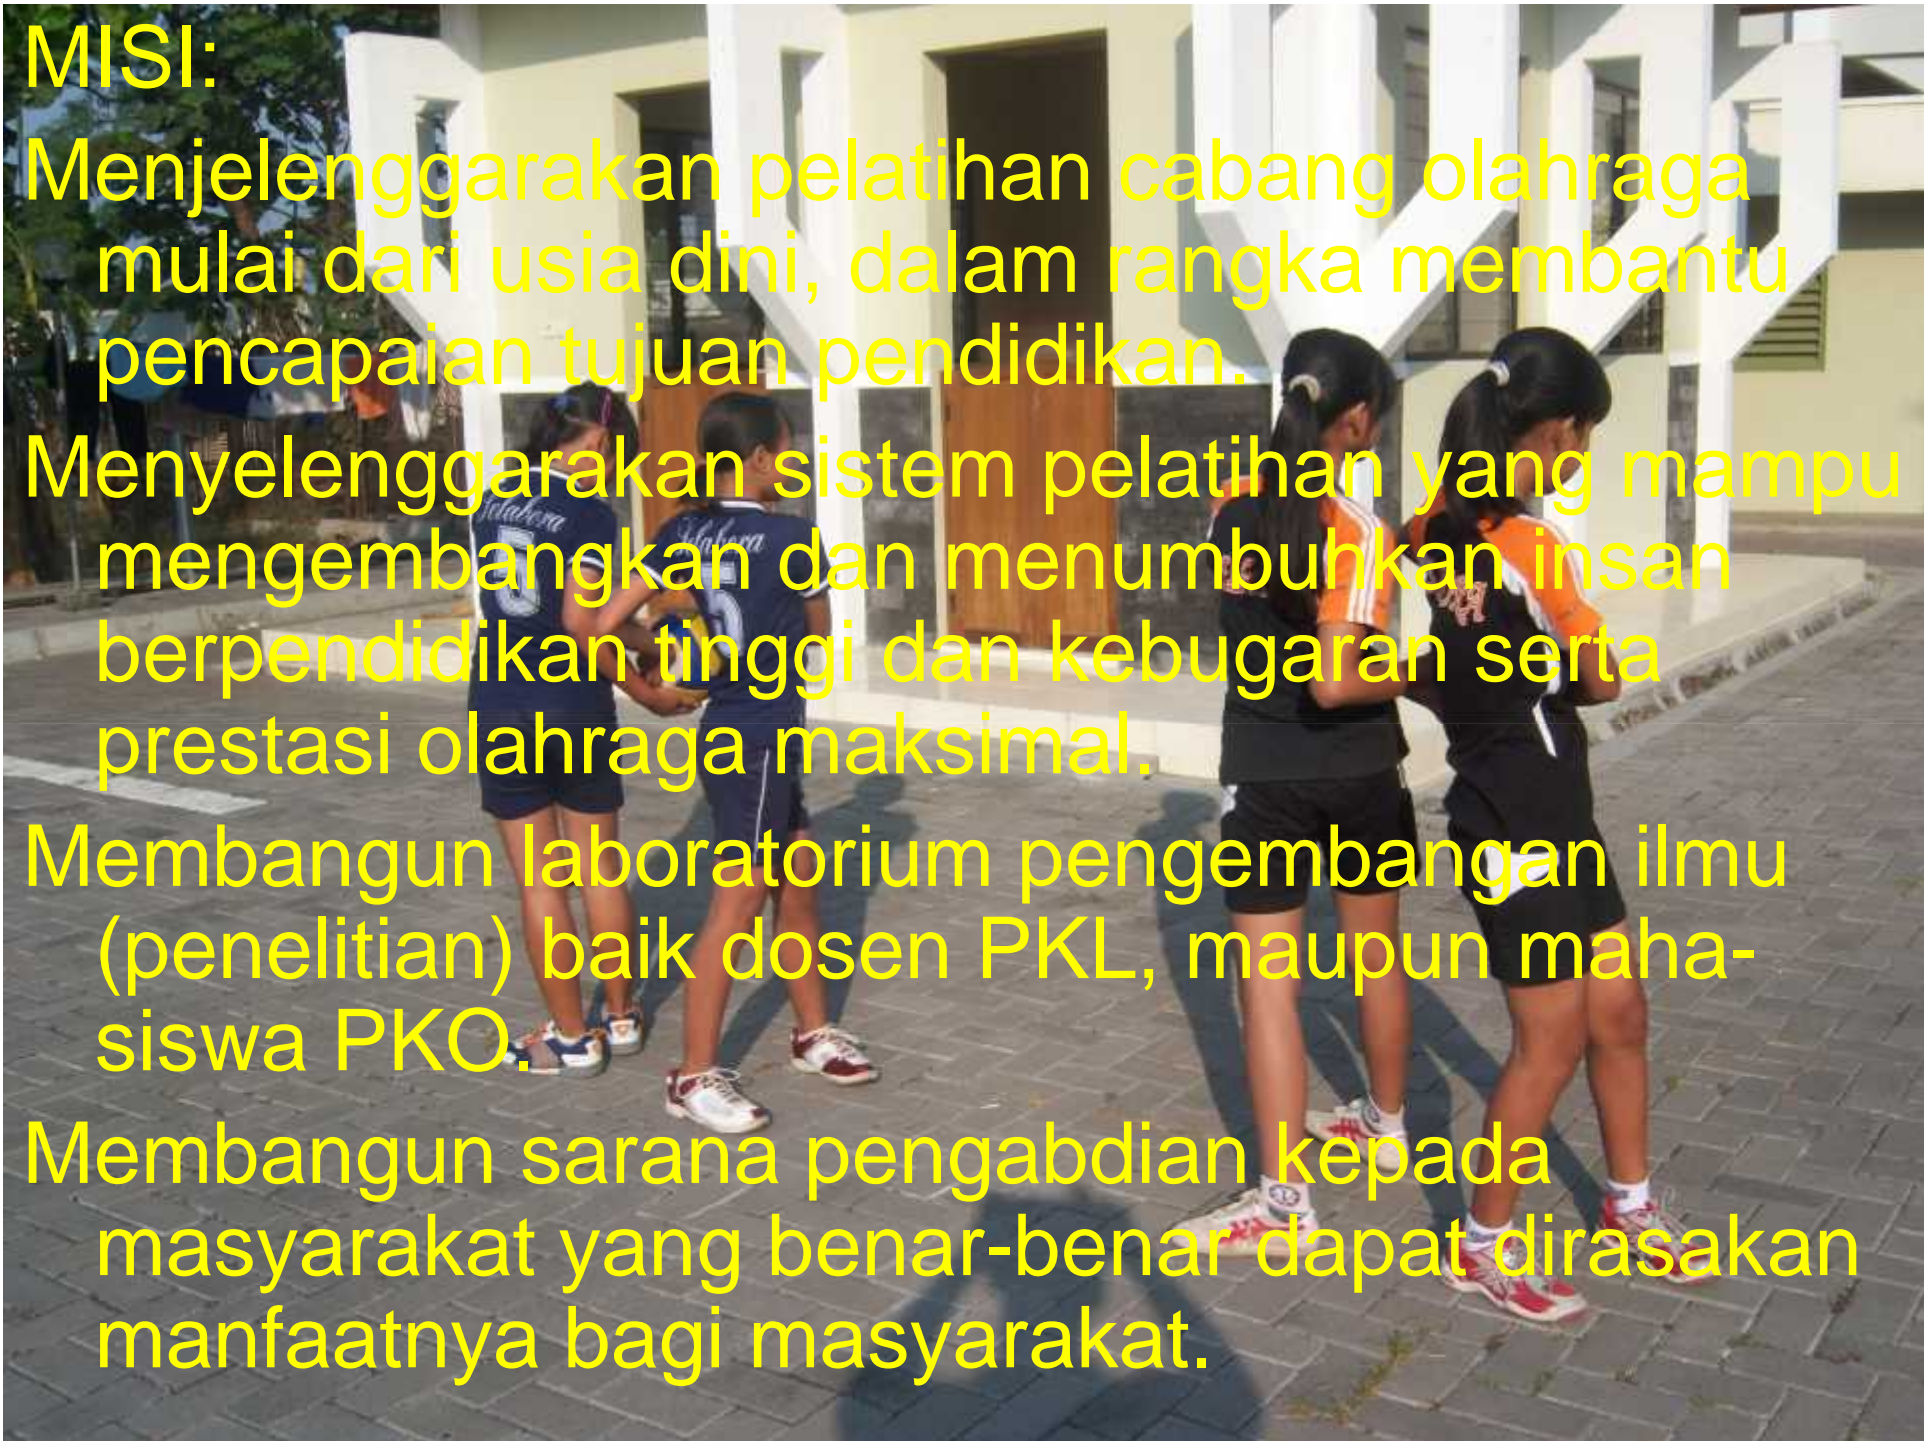 MISI:
Menjelenggarakan pelatihan cabang olahraga
mulai dari usia dini, dalam rangka membantu
pencapaian tujuan pendidikan.
Menyelenggarakan sistem pelatihan yang mampu
mengembangkan dan menumbuhkan insan
berpendidikan tinggi dan kebugaran serta
prestasi olahraga maksimal.
Membangun laboratorium pengembangan ilmu
(penelitian) baik dosen PKL, maupun maha-
siswa PKO.
Membangun sarana pengabdian kepada
masyarakat yang benar-benar dapat dirasakan
manfaatnya bagi masyarakat.
5
5